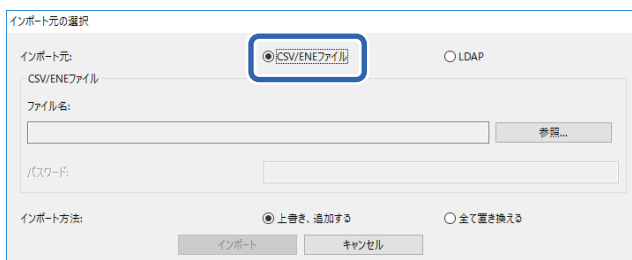 インポート元の選択
インポート元: CSV/ENEファイル LDAP
CSV/ENEファイル
ファイル名:
参照...
パスワード:
インポート方法: 上書き、追加する 全て置き換える
インポート キャンセル